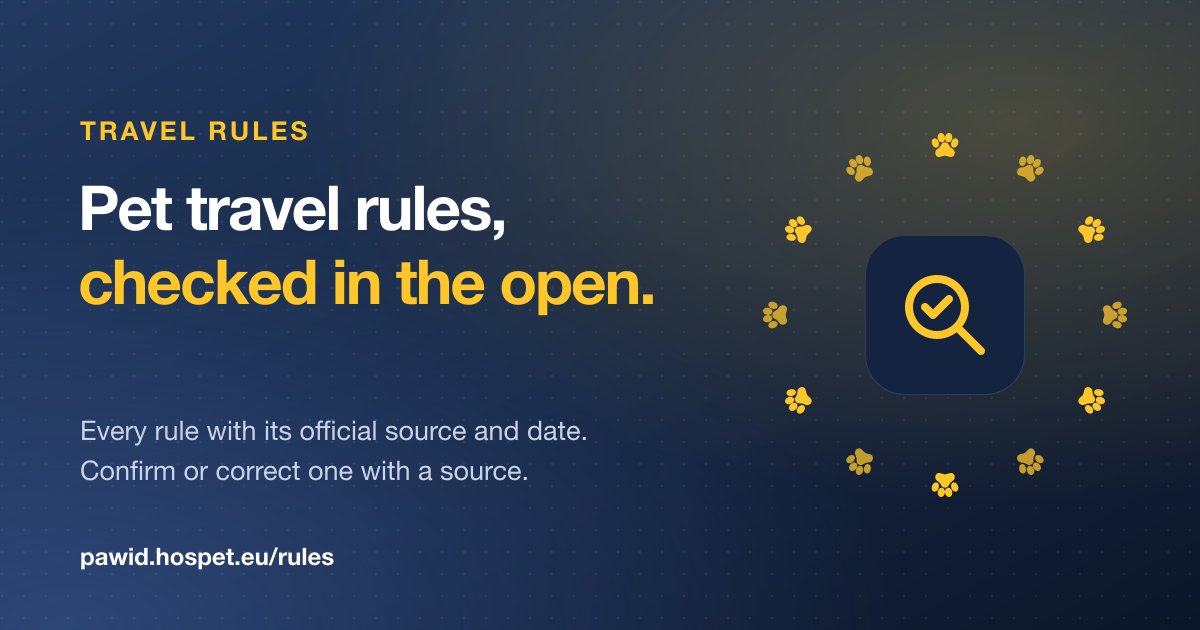 TRAVEL RULES
Pet travel rules,
checked in the open.
Every rule with its official source and date.
Confirm or correct one with a source.
pawid.hospet.eu/rules